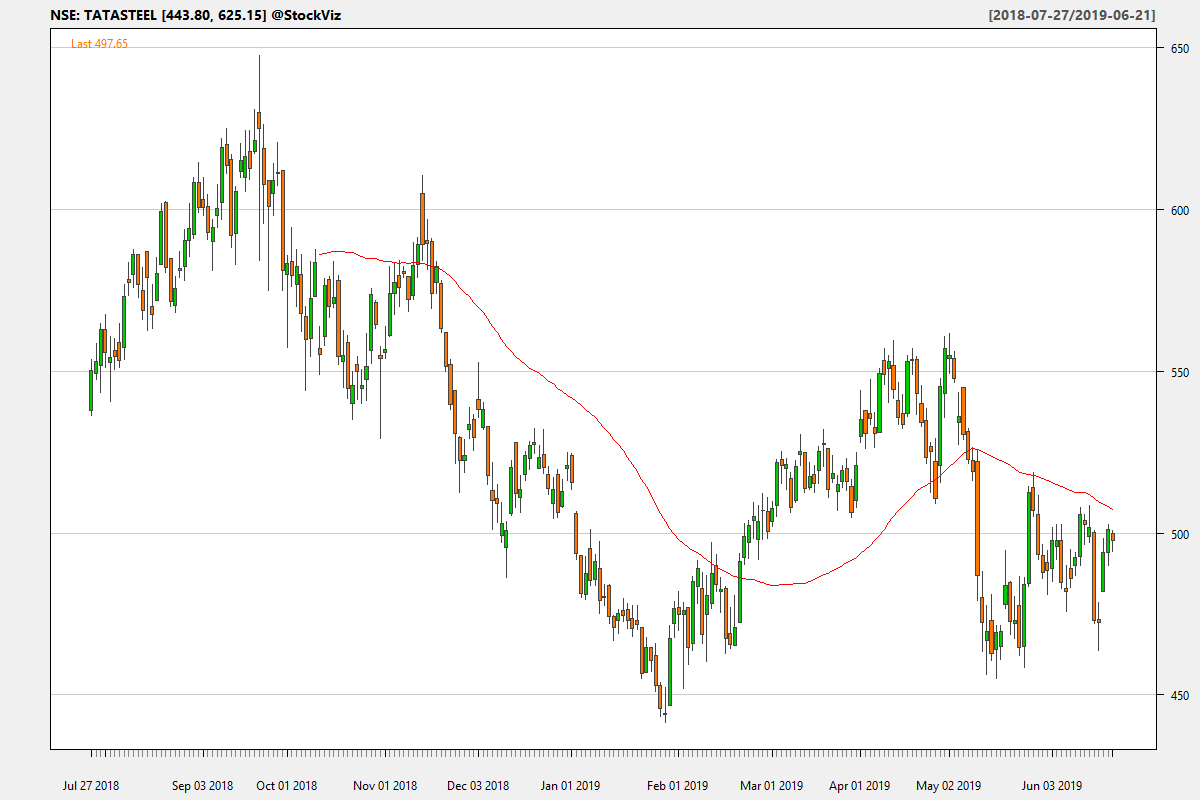 NSE: TATASTEEL [443.80, 625.15] @StockViz [2018-07-27/2019-06-21]
Last 497.65
650
600
550
500
450
Jul 27 2018 Sep 03 2018 Oct 01 2018 Nov 01 2018 Dec 03 2018 Jan 01 2019 Feb 01 2019 Mar 01 2019 Apr 01 2019 May 02 2019 Jun 03 2019